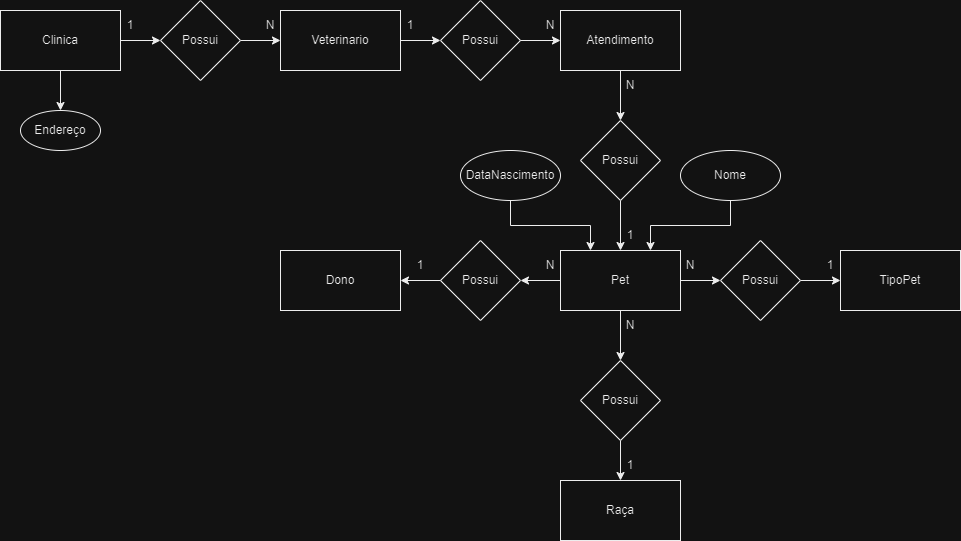 Clinica
1
Possui
N
Veterinario
1
Possui
N
Atendimento
Endereço
N
Possui
DataNascimento
Nome
1
Dono
1
Possui
N
Pet
N
Possui
1
TipoPet
N
Possui
1
Raça